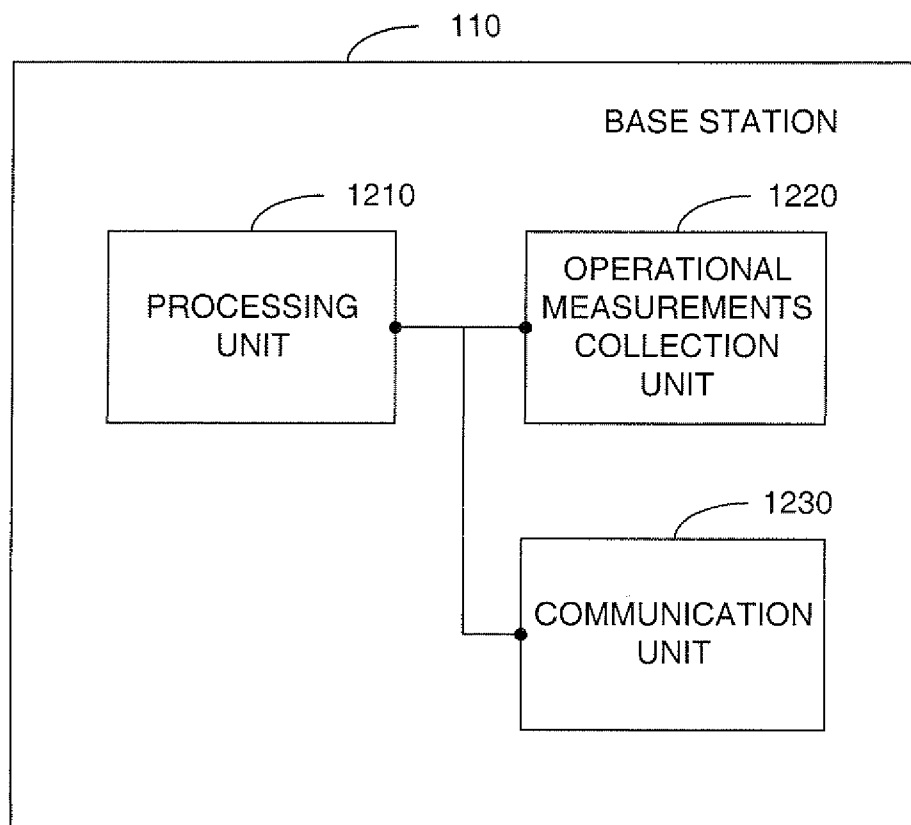 110
BASE STATION
1210
PROCESSING
UNIT
1220
OPERATIONAL
MEASUREMENTS
COLLECTION
UNIT
1230
COMMUNICATION
UNIT